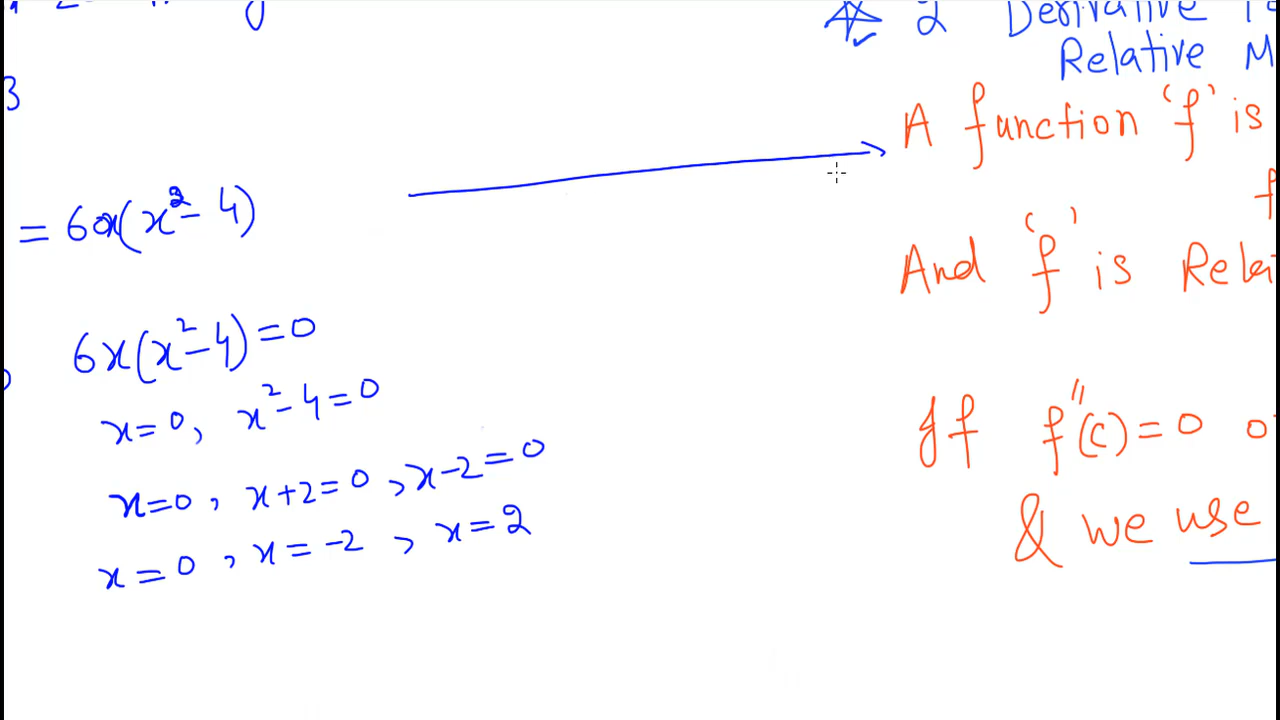 3
= 6x(x² - 4)
6x(x² - 4) = 0
x = 0, x² - 4 = 0
x = 0, x + 2 = 0, x - 2 = 0
x = 0, x = -2, x = 2
2 Derivative
Relative M
A function 'f' is
f
And 'f' is Rela
If f''(c) = 0 o
& we use